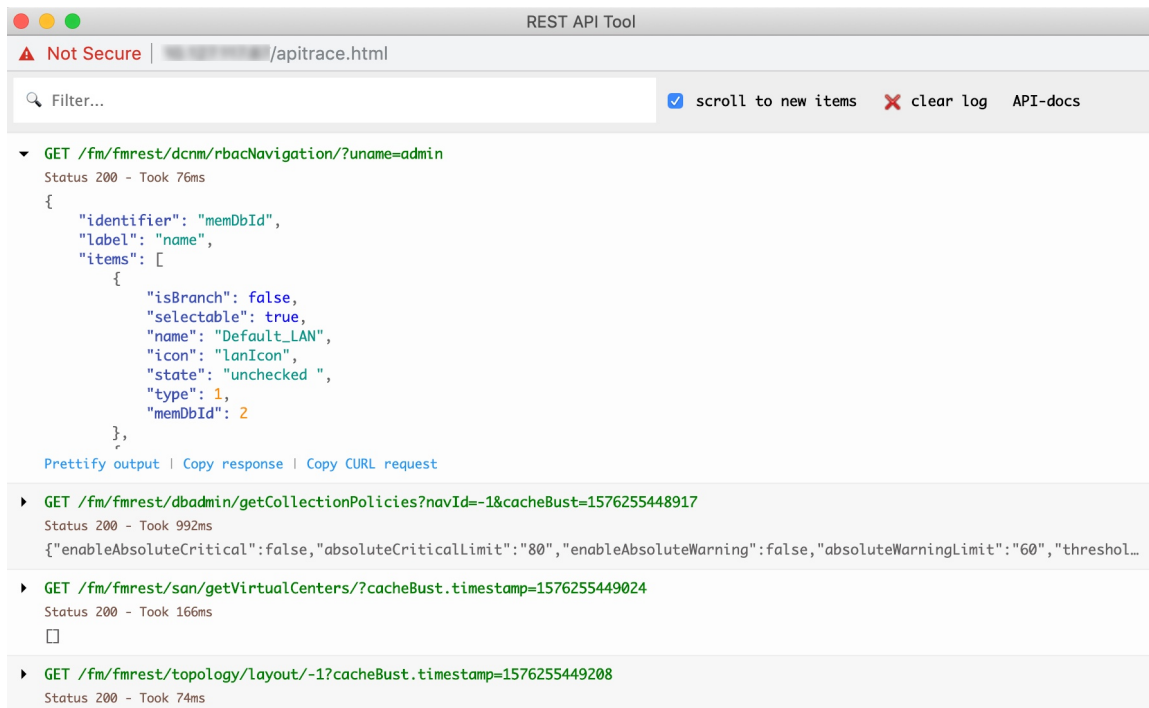 REST API Tool
Not Secure | /apitrace.html
Filter...
scroll to new items clear log API-docs
GET /fm/fmrest/dcnm/rbacNavigation/?uname=admin
Status 200 - Took 76ms
{
"identifier": "memDbId",
"label": "name",
"items": [
{
"isBranch": false,
"selectable": true,
"name": "Default_LAN",
"icon": "lanIcon",
"state": "unchecked ",
"type": 1,
"memDbId": 2
},
Prettify output | Copy response | Copy CURL request
GET /fm/fmrest/dbadmin/getCollectionPolicies?navId=-1&cacheBust=1576255448917
Status 200 - Took 992ms
{"enableAbsoluteCritical":false,"absoluteCriticalLimit":"80","enableAbsoluteWarning":false,"absoluteWarningLimit":"60","threshol…
GET /fm/fmrest/san/getVirtualCenters/?cacheBust.timestamp=1576255449024
Status 200 - Took 166ms
[]
GET /fm/fmrest/topology/layout/-1?cacheBust.timestamp=1576255449208
Status 200 - Took 74ms